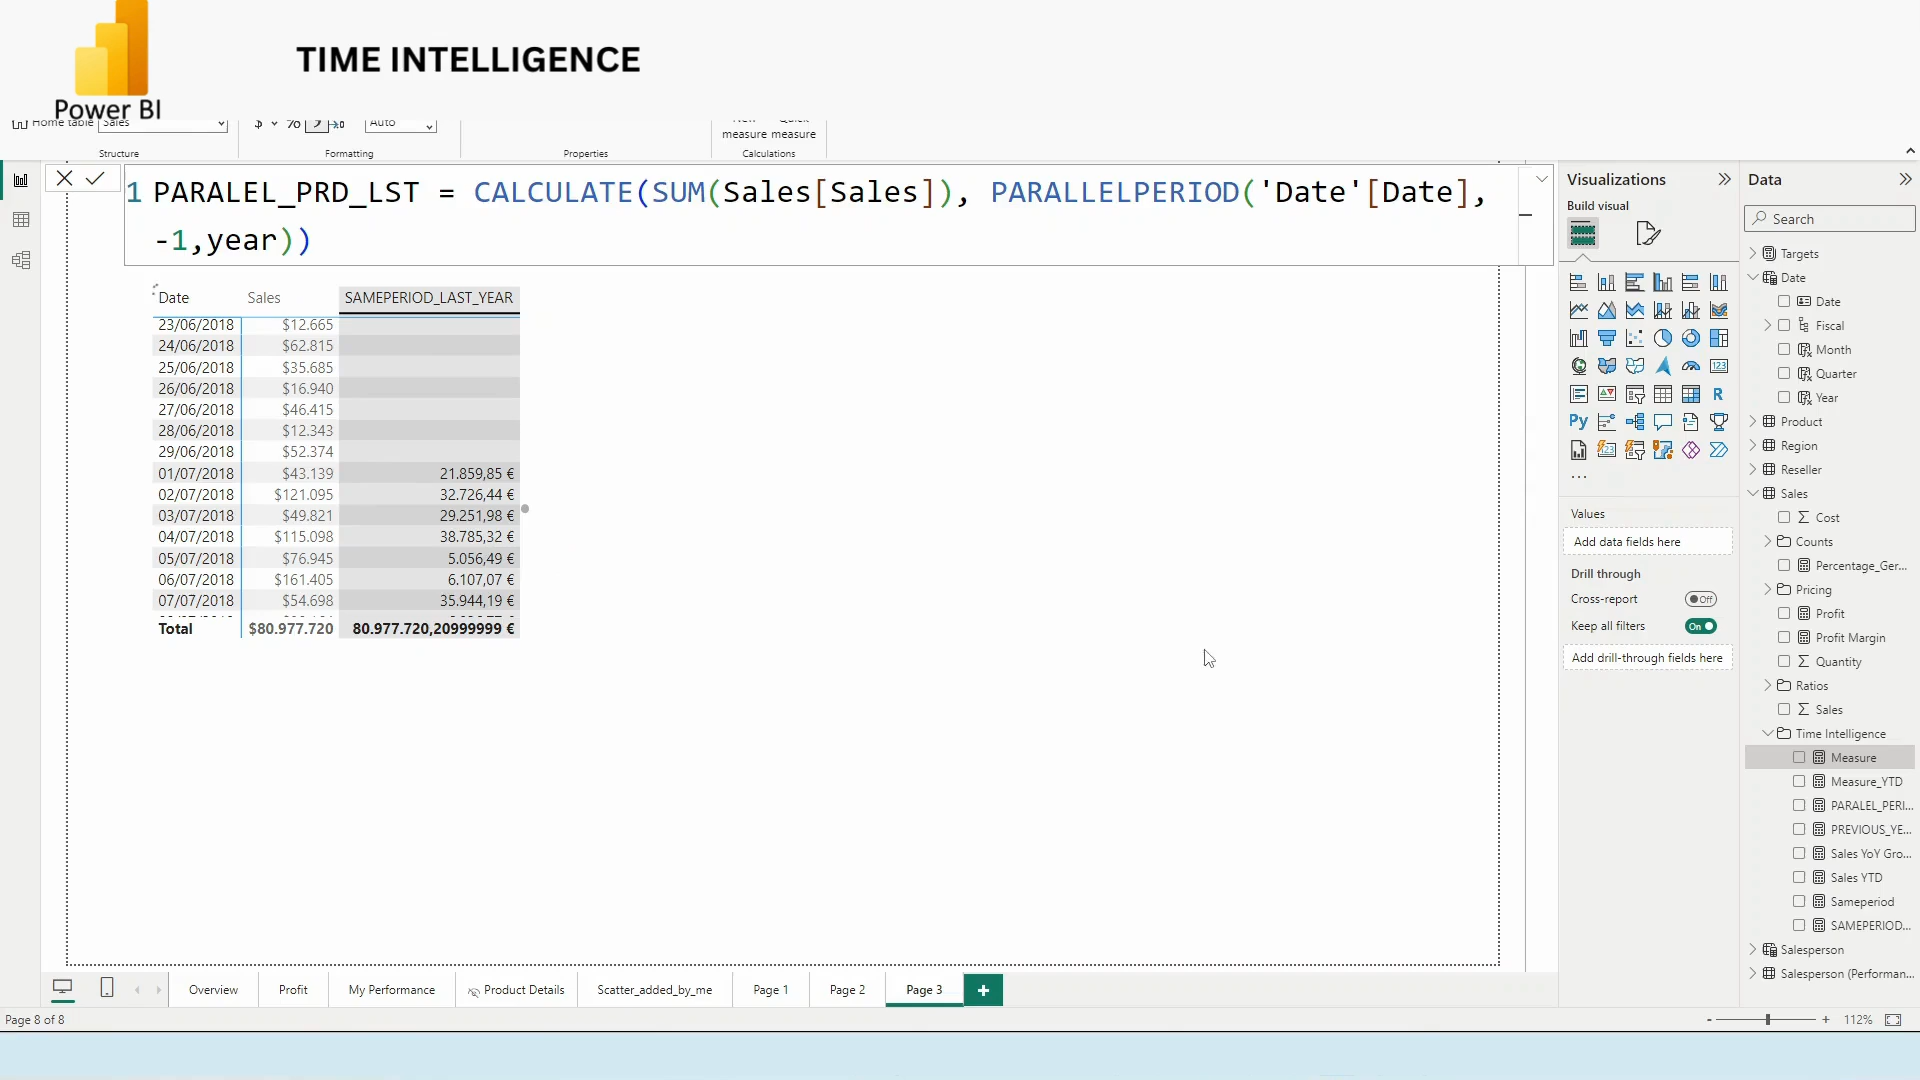 Power BI
TIME INTELLIGENCE
Home table Sales
$ % Auto
Structure
Formatting
Properties
New Quick
measure measure
Calculations
1 PARALEL_PRD_LST = CALCULATE(SUM(Sales[Sales]), PARALLELPERIOD('Date'[Date],
-1,year))
Date Sales SAMEPERIOD_LAST_YEAR
23/06/2018 $12.665
24/06/2018 $62.815
25/06/2018 $35.685
26/06/2018 $16.940
27/06/2018 $46.415
28/06/2018 $12.343
29/06/2018 $52.374
01/07/2018 $43.139 21.859,85 €
02/07/2018 $121.095 32.726,44 €
03/07/2018 $49.821 29.251,98 €
04/07/2018 $115.098 38.785,32 €
05/07/2018 $76.945 5.056,49 €
06/07/2018 $161.405 6.107,07 €
07/07/2018 $54.698 35.944,19 €
Total $80.977.720 80.977.720,20999999 €
Visualizations
Build visual
R
Py
123
...
Values
Add data fields here
Drill through
Cross-report Off
Keep all filters On
Add drill-through fields here
Data
Search
Targets
Date
Date
Fiscal
Month
Quarter
Year
Product
Region
Reseller
Sales
Cost
Counts
Percentage_Ger...
Pricing
Profit
Profit Margin
Quantity
Ratios
Sales
Time Intelligence
Measure
Measure_YTD
PARALEL_PERI...
PREVIOUS_YE...
Sales YoY Gro...
Sales YTD
Sameperiod
SAMEPERIOD...
Salesperson
Salesperson (Performan...
Overview
Profit
My Performance
Product Details
Scatter_added_by_me
Page 1
Page 2
Page 3
+
Page 8 of 8
- + 112%